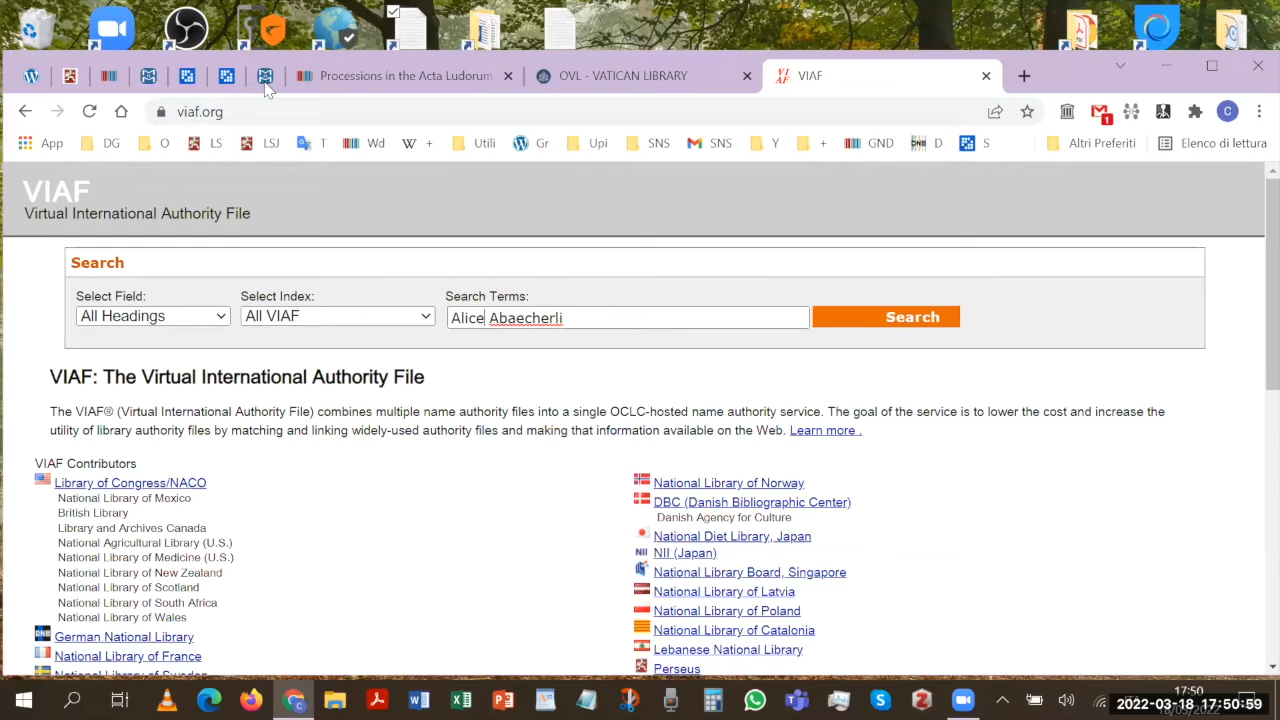 Processions in the Acta Ludorum
OVL - VATICAN LIBRARY
VIAF
viaf.org
1
C
App
DG
O
LS
LSJ
T
Wd
+
Utili
Gr
Upi
SNS
SNS
Y
+
GND
D
S
Altri Preferiti
Elenco di lettura
VIAF
Virtual International Authority File
Search
Select Field:
Select Index:
Search Terms:
All Headings
All VIAF
Alice Abaecherli
Search
VIAF: The Virtual International Authority File
The VIAF® (Virtual International Authority File) combines multiple name authority files into a single OCLC-hosted name authority service. The goal of the service is to lower the cost and increase the
utility of library authority files by matching and linking widely-used authority files and making that information available on the Web. Learn more .
VIAF Contributors
Library of Congress/NACO
National Library of Mexico
British Library
Library and Archives Canada
National Agricultural Library (U.S.)
National Library of Medicine (U.S.)
National Library of New Zealand
National Library of Scotland
National Library of South Africa
National Library of Wales
German National Library
National Library of France
National Library of Sweden
National Library of Norway
DBC (Danish Bibliographic Center)
Danish Agency for Culture
National Diet Library, Japan
NII (Japan)
National Library Board, Singapore
National Library of Latvia
National Library of Poland
National Library of Catalonia
Lebanese National Library
Perseus
17:50
2022-03-18 17:50:59